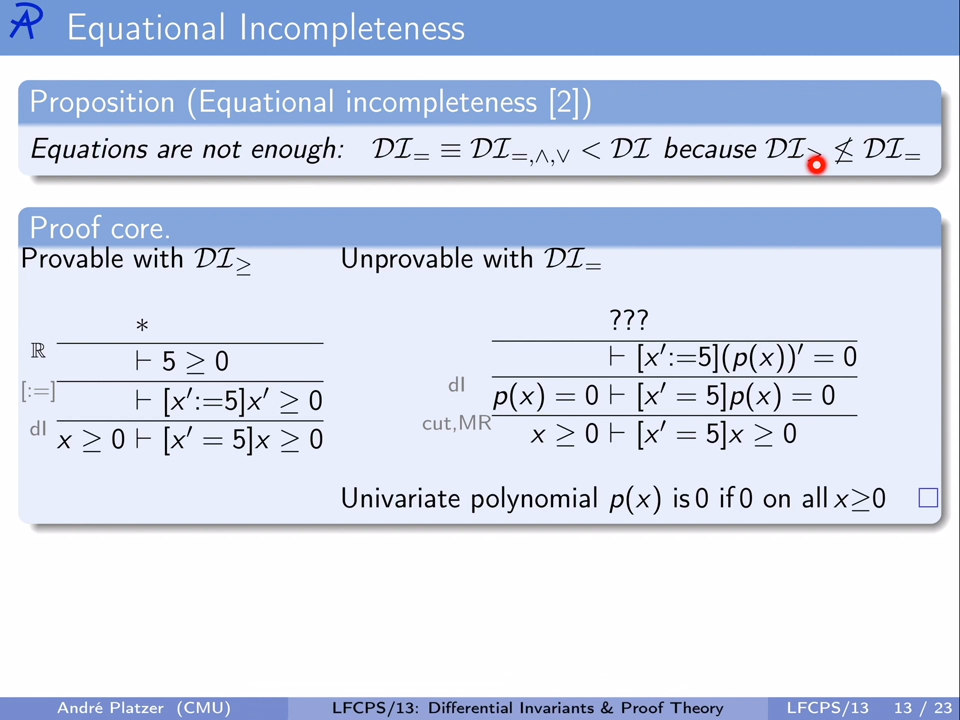 Equational Incompleteness
Proposition (Equational incompleteness [2])
Equations are not enough: DI₌ ≡ DI₌,∧,∨ < DI because DI≥ ≰ DI₌
Proof core.
Provable with DI≥
Unprovable with DI₌
*
ℝ
⊢ 5 ≥ 0
[:=]
⊢ [x′:=5]x′ ≥ 0
dI
x ≥ 0 ⊢ [x′ = 5]x ≥ 0
???
⊢ [x′:=5](p(x))′ = 0
dI
p(x) = 0 ⊢ [x′ = 5]p(x) = 0
cut,MR
x ≥ 0 ⊢ [x′ = 5]x ≥ 0
Univariate polynomial p(x) is 0 if 0 on all x≥0 □
André Platzer (CMU) LFCPS/13: Differential Invariants & Proof Theory LFCPS/13 13 / 23